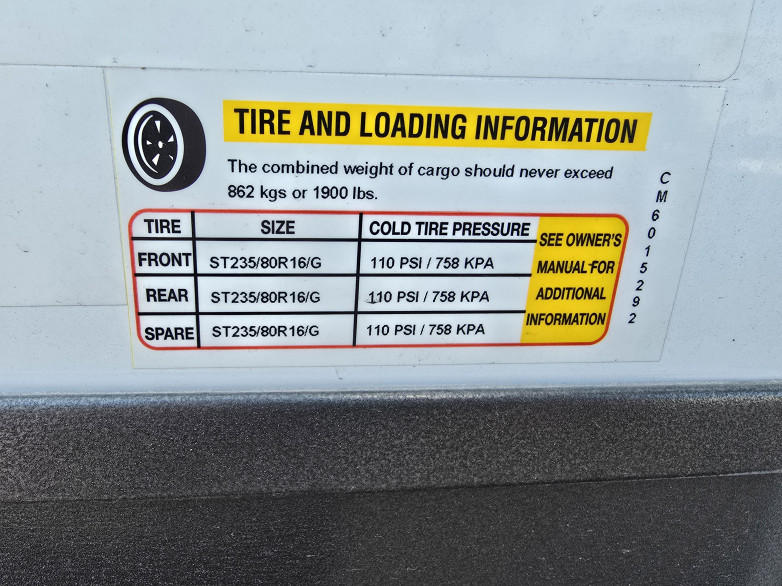 TIRE AND LOADING INFORMATION
The combined weight of cargo should never exceed
862 kgs or 1900 lbs.
TIRE SIZE COLD TIRE PRESSURE
FRONT ST235/80R16/G 110 PSI / 758 KPA
REAR ST235/80R16/G 110 PSI / 758 KPA
SPARE ST235/80R16/G 110 PSI / 758 KPA
SEE OWNER'S
MANUAL FOR
ADDITIONAL
INFORMATION
CM6015292